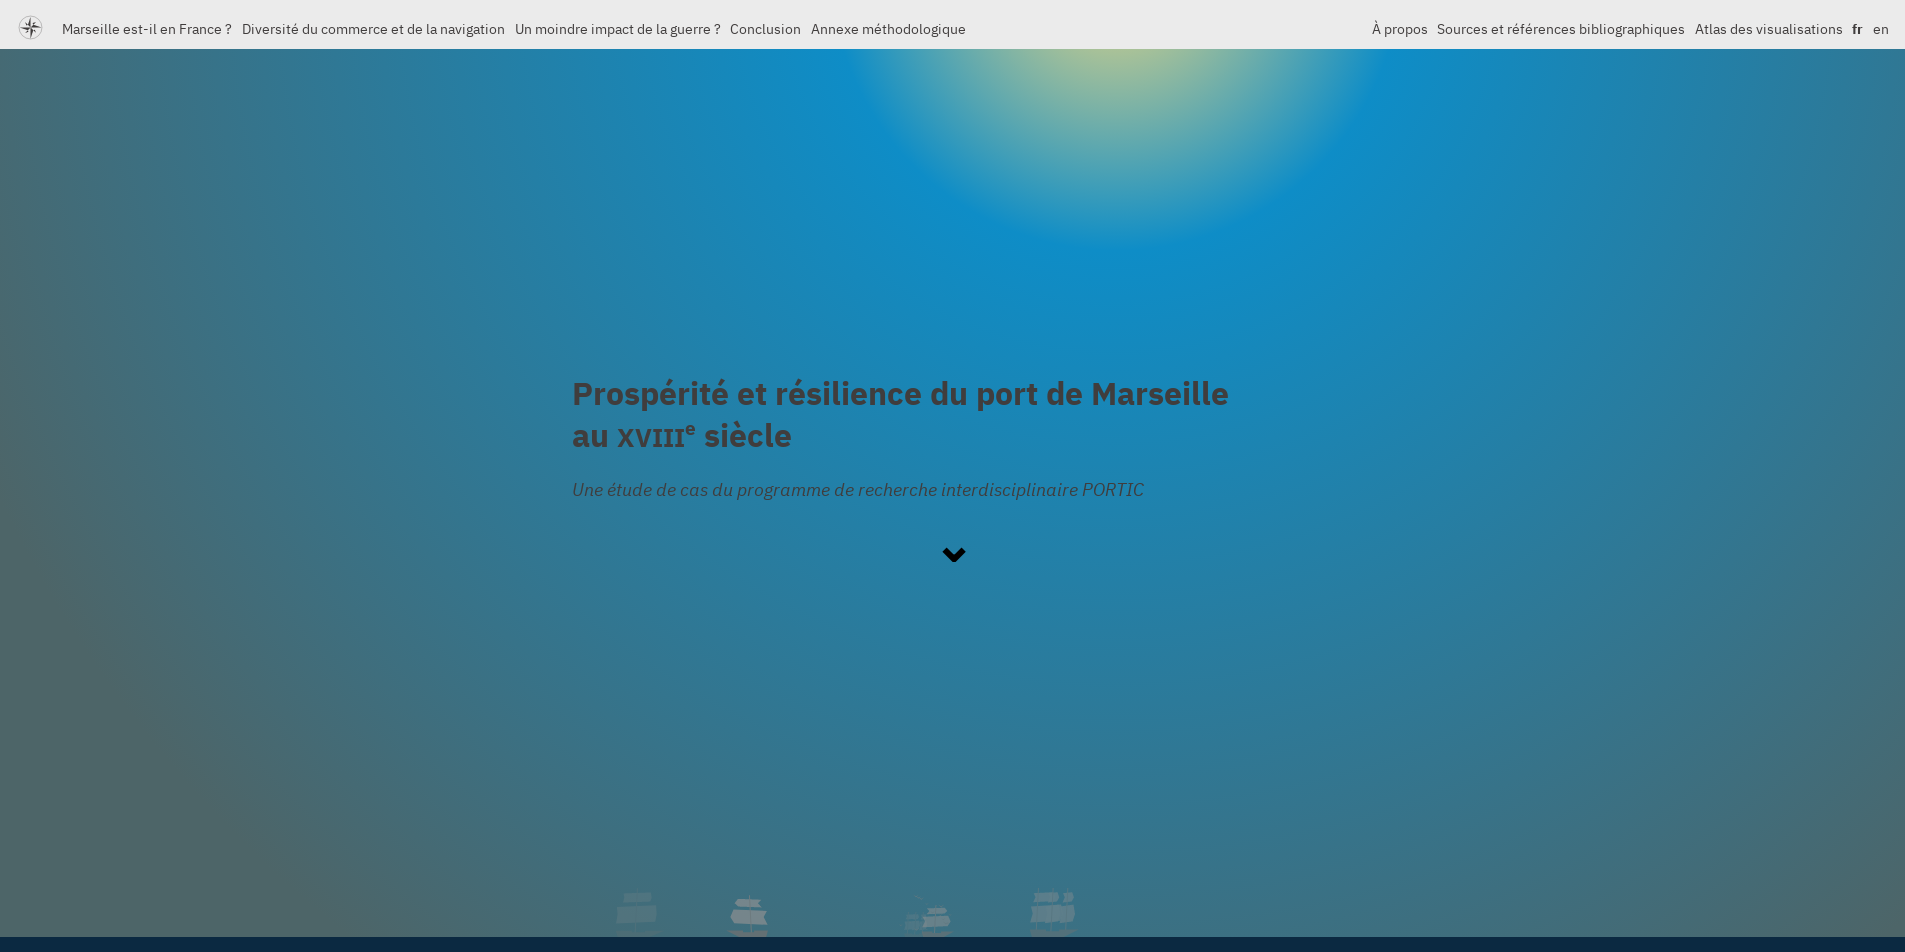 Marseille est-il en France ? Diversité du commerce et de la navigation Un moindre impact de la guerre ? Conclusion Annexe méthodologique À propos Sources et références bibliographiques Atlas des visualisations fr en
Prospérité et résilience du port de Marseille
au XVIIIe siècle
Une étude de cas du programme de recherche interdisciplinaire PORTIC